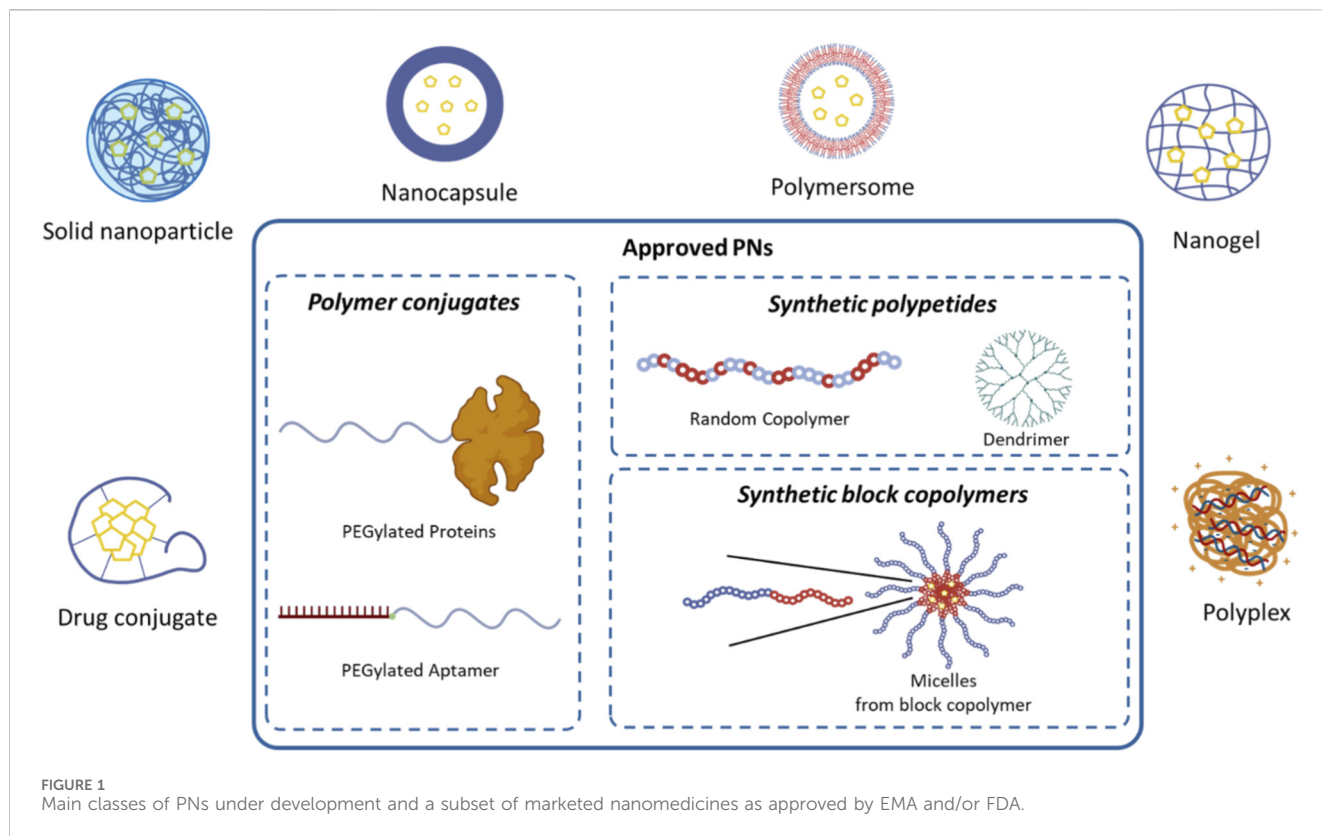 Solid nanoparticle
Nanocapsule
Polymersome
Nanogel
Approved PNs
Polymer conjugates
PEGylated Proteins
PEGylated Aptamer
Synthetic polypetides
Random Copolymer
Dendrimer
Synthetic block copolymers
Micelles
from block copolymer
Drug conjugate
Polyplex
FIGURE 1
Main classes of PNs under development and a subset of marketed nanomedicines as approved by EMA and/or FDA.